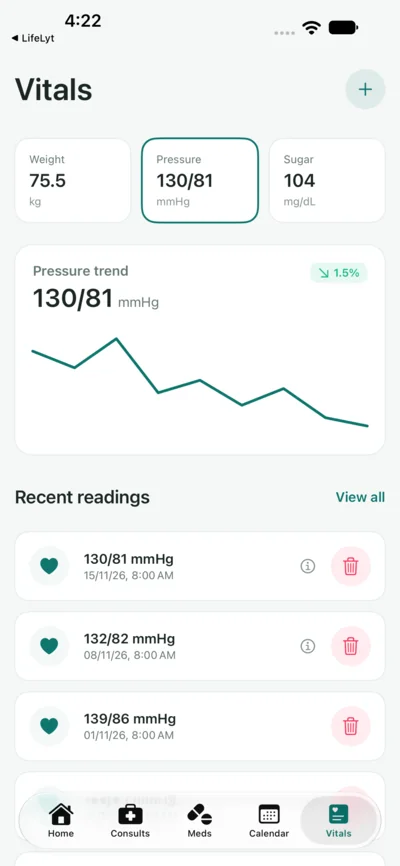 4:22
◀ LifeLyt
Vitals
Weight
75.5
kg
Pressure
130/81
mmHg
Sugar
104
mg/dL
Pressure trend
↘ 1.5%
130/81 mmHg
Recent readings
View all
130/81 mmHg
15/11/26, 8:00 AM
132/82 mmHg
08/11/26, 8:00 AM
139/86 mmHg
01/11/26, 8:00 AM
Home
Consults
Meds
Calendar
Vitals